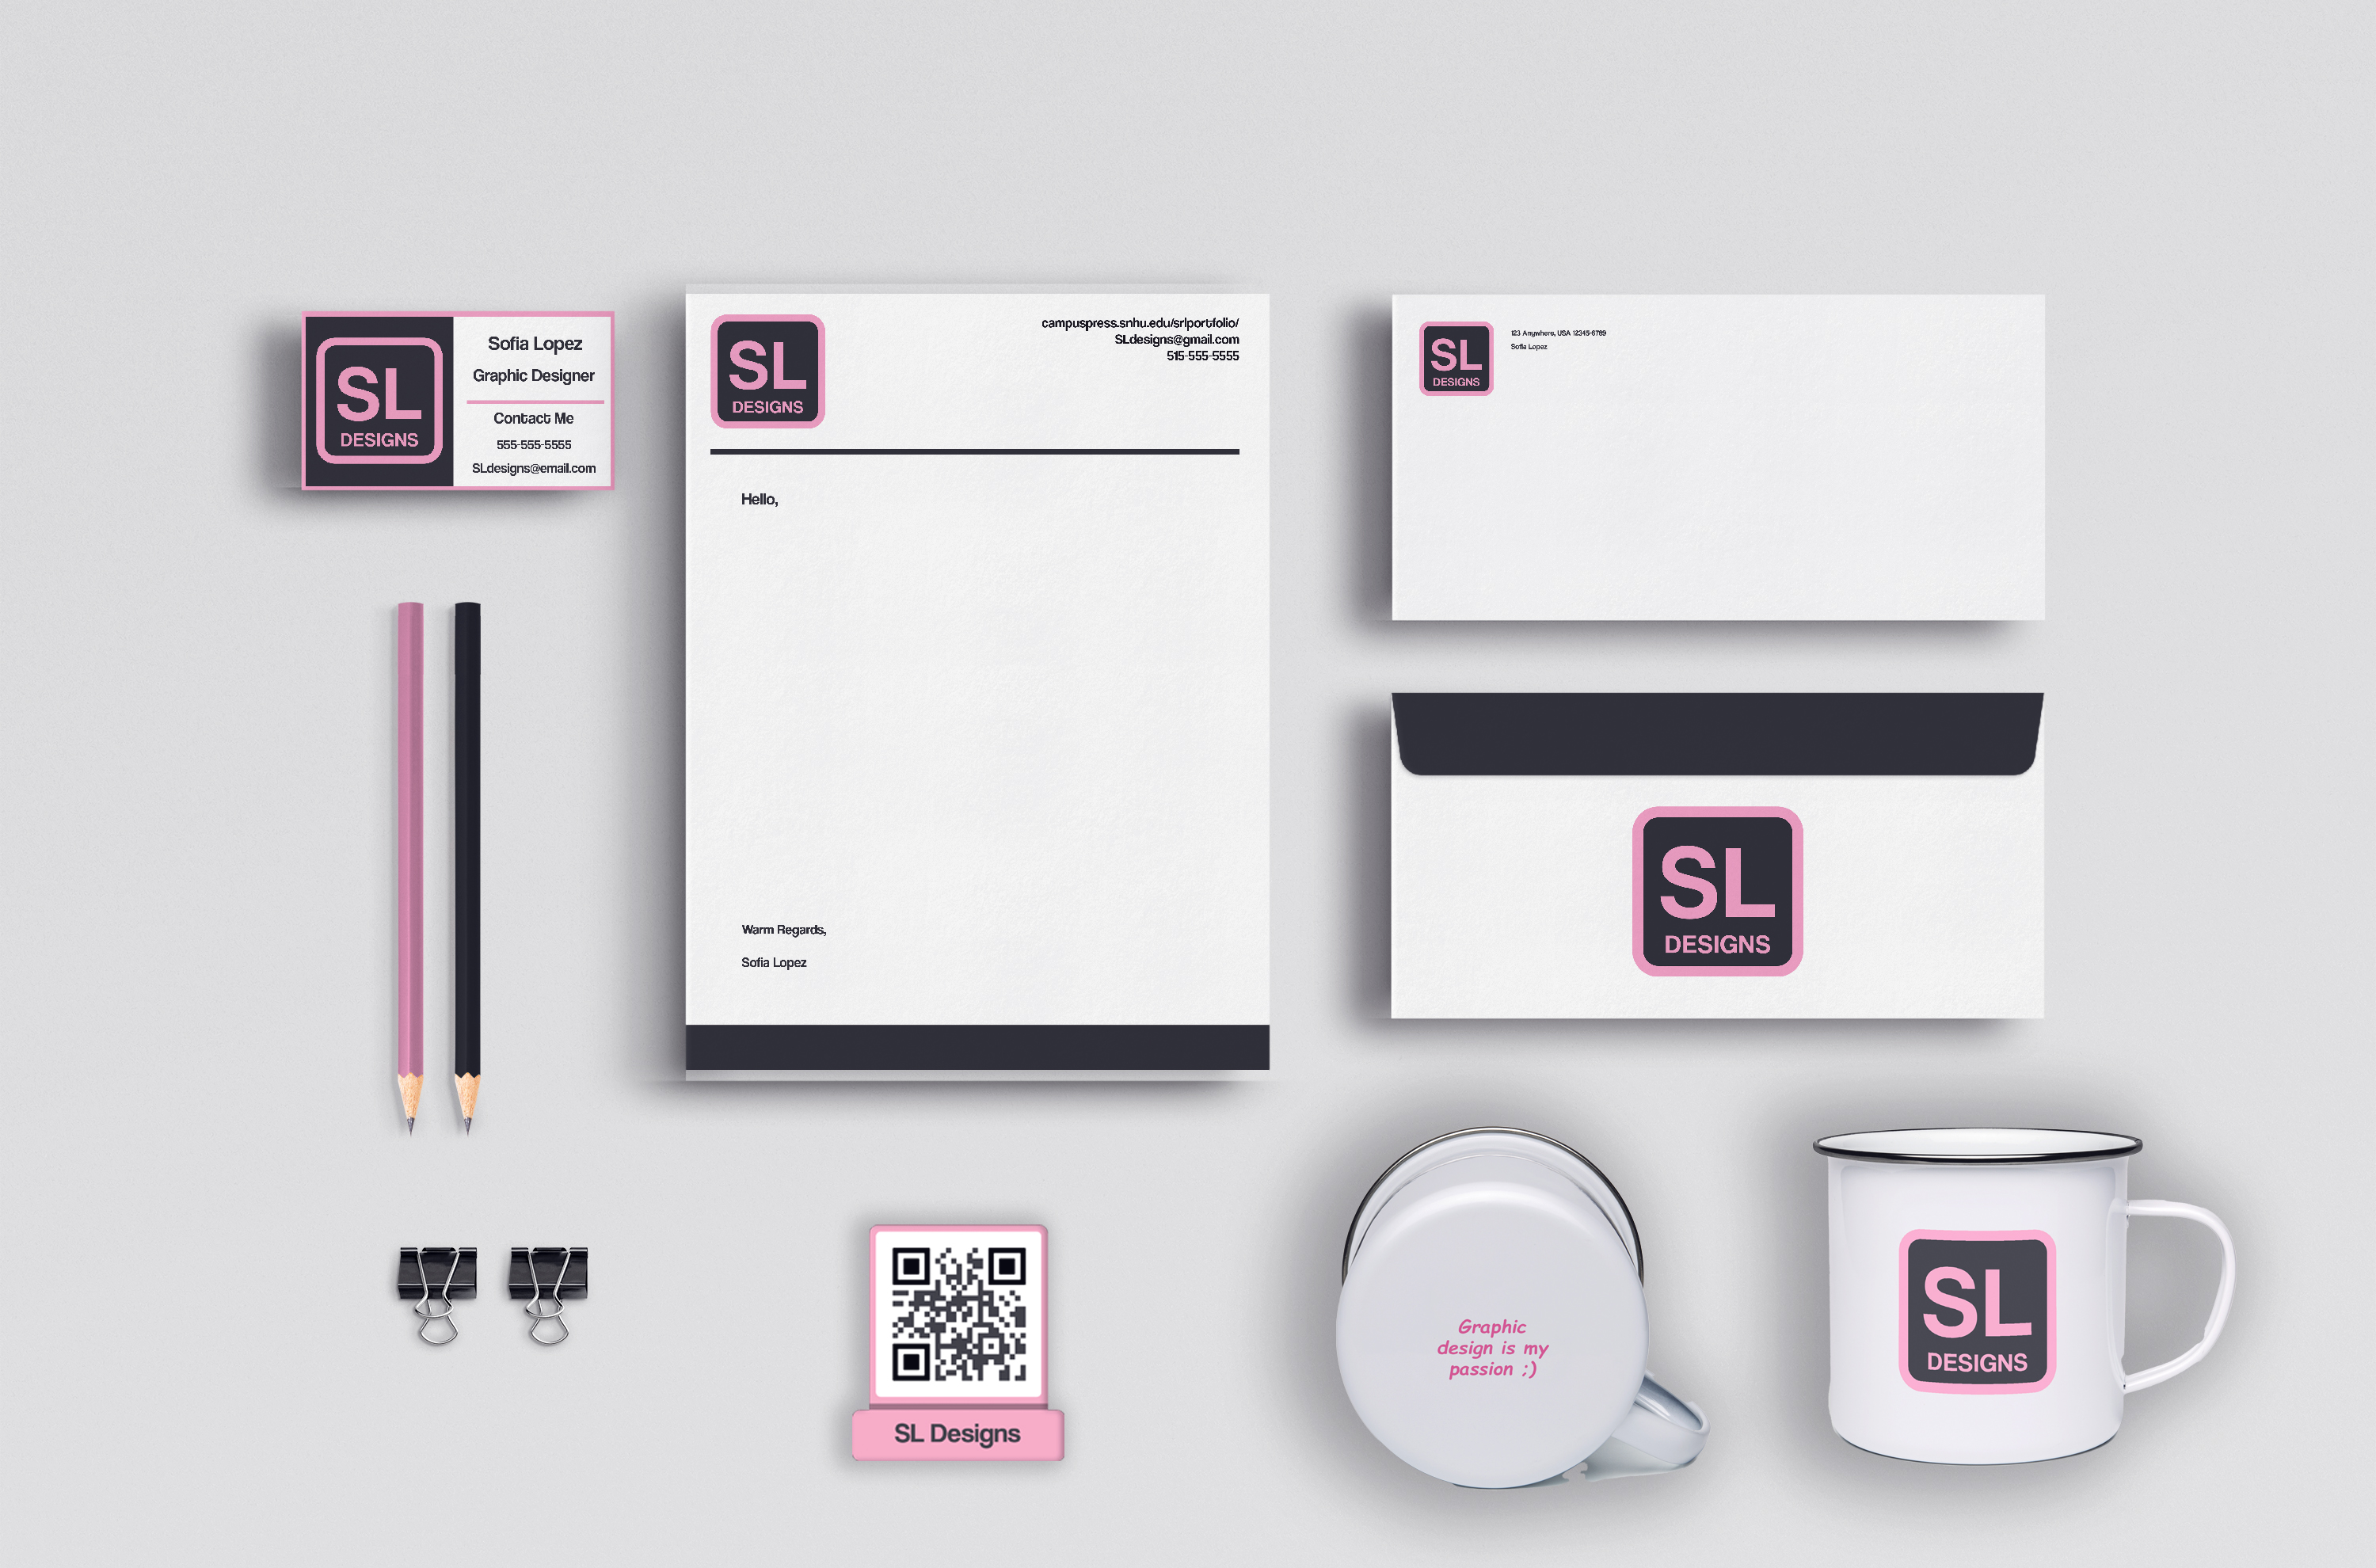 SL
DESIGNS
Sofia Lopez
Graphic Designer
Contact Me
555-555-5555
SLdesigns@email.com
SL
DESIGNS
campuspress.snhu.edu/srlportfolio/
SLdesigns@gmail.com
515-555-5555
Hello,
Warm Regards,
Sofia Lopez
SL
DESIGNS
123 Anywhere, USA 12345-6789
Sofia Lopez
SL
DESIGNS
SL Designs
Graphic
design is my
passion ;)
SL
DESIGNS